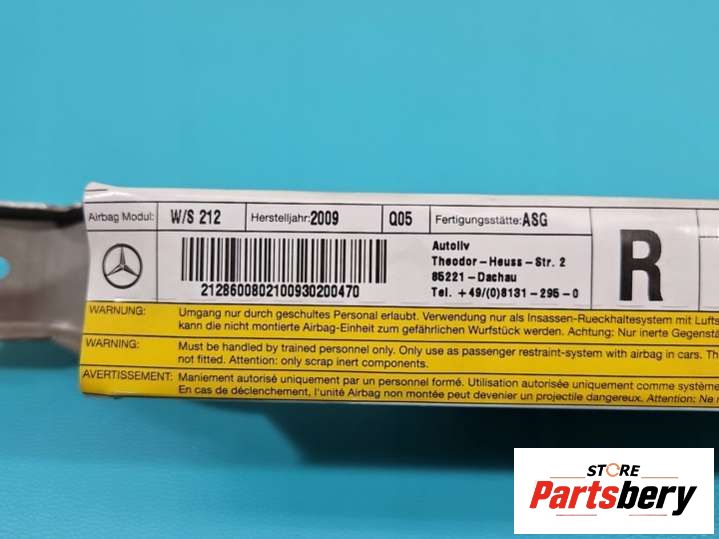 Airbag Modul: W/S 212 Herstelljahr: 2009 Q05 Fertigungsstätte: ASG
Autoliv
Theodor-Heuss-Str. 2
85221-Dachau
Tel. +49/(0)8131-295-0
R
2128600802100930200470
WARNUNG: Umgang nur durch geschultes Personal erlaubt. Verwendung nur als Insassen-Rueckhaltesystem mit Lufts
kann die nicht montierte Airbag-Einheit zum gefährlichen Wurfstück werden. Achtung: Nur inerte Gegenstä
WARNING: Must be handled by trained personnel only. Only use as passenger restraint-system with airbag in cars. Th
not fitted. Attention: only scrap inert components.
AVERTISSEMENT: Maniement autorisé uniquement par un personnel formé. Utilisation autorisée uniquement comme systèm
En cas de déclenchement, l'unité Airbag non montée peut devenir un projectile dangereux. Attention: Ne
STORE
Partsbery